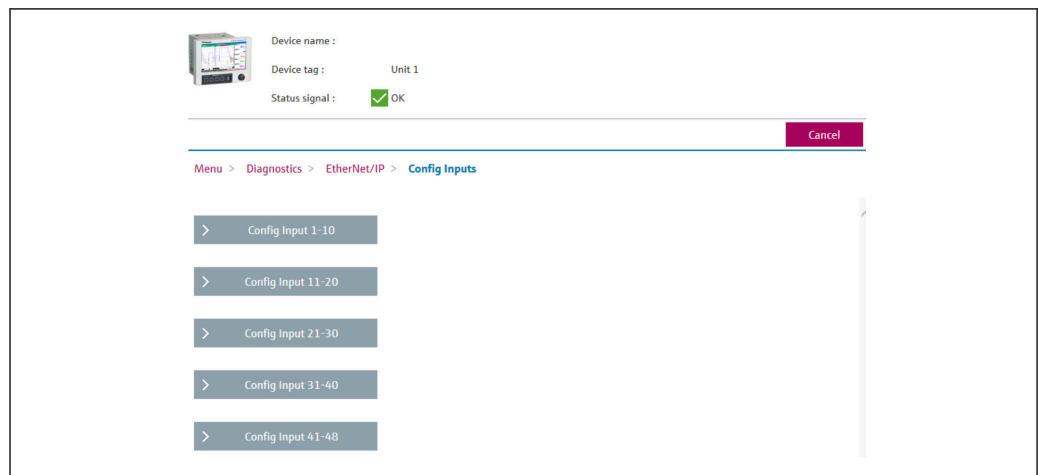 Device name :
Device tag : Unit 1
Status signal : OK
Cancel
Menu > Diagnostics > EtherNet/IP > Config Inputs
> Config Input 1-10
> Config Input 11-20
> Config Input 21-30
> Config Input 31-40
> Config Input 41-48